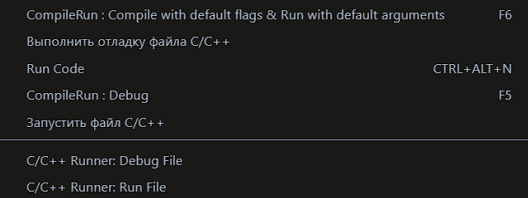 CompileRun : Compile with default flags & Run with default arguments F6
Выполнить отладку файла C/C++
Run Code CTRL+ALT+N
CompileRun : Debug F5
Запустить файл C/C++
C/C++ Runner: Debug File
C/C++ Runner: Run File